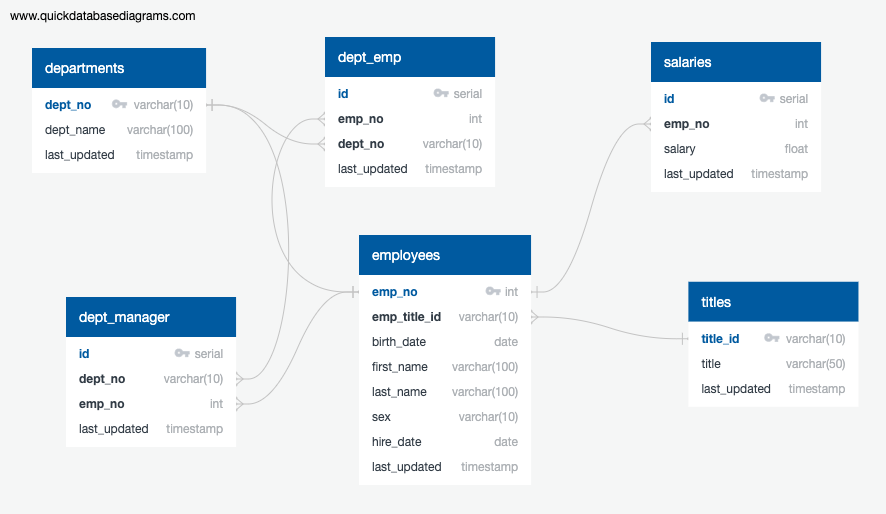 www.quickdatabasediagrams.com
departments
dept_no varchar(10)
dept_name varchar(100)
last_updated timestamp
dept_emp
id serial
emp_no int
dept_no varchar(10)
last_updated timestamp
salaries
id serial
emp_no int
salary float
last_updated timestamp
employees
emp_no int
emp_title_id varchar(10)
birth_date date
first_name varchar(100)
last_name varchar(100)
sex varchar(10)
hire_date date
last_updated timestamp
dept_manager
id serial
dept_no varchar(10)
emp_no int
last_updated timestamp
titles
title_id varchar(10)
title varchar(50)
last_updated timestamp